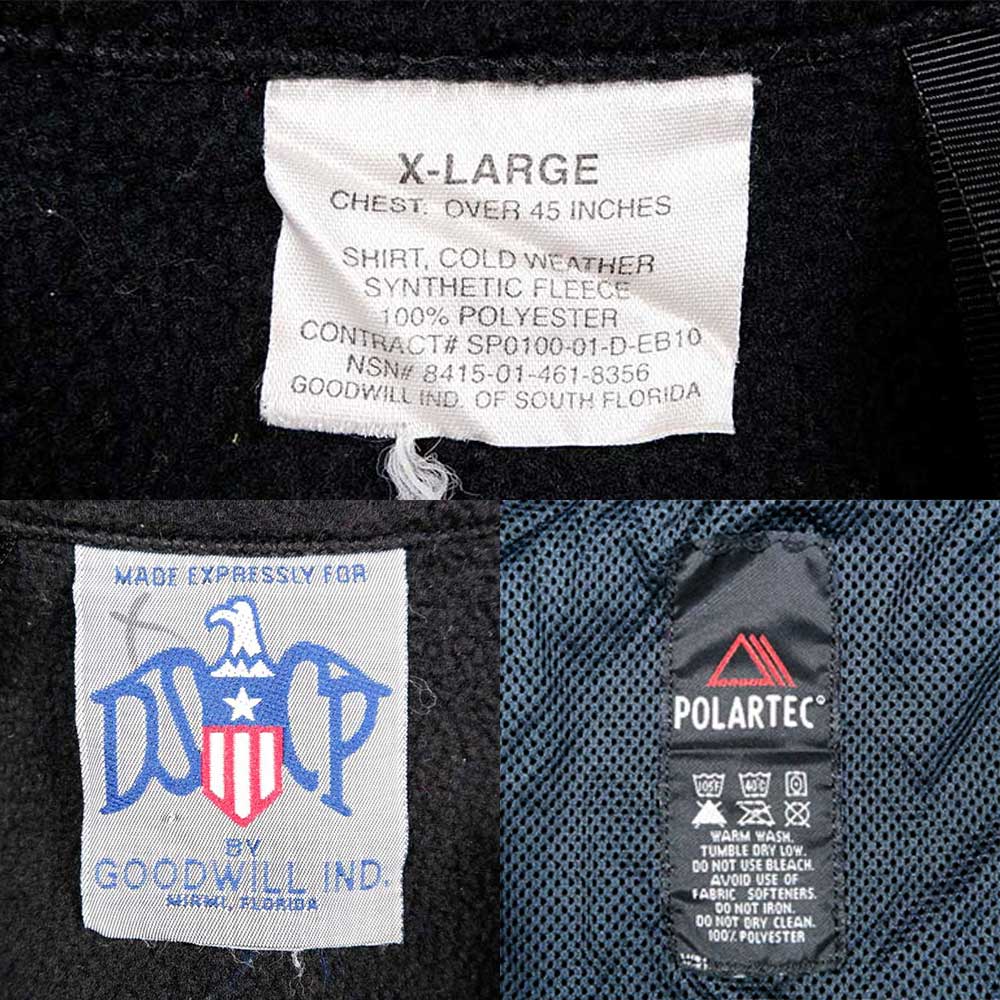 X-LARGE
CHEST: OVER 45 INCHES
SHIRT, COLD WEATHER
SYNTHETIC FLEECE
100% POLYESTER
CONTRACT# SP0100-01-D-EB10
NSN# 8415-01-461-8356
GOODWILL IND. OF SOUTH FLORIDA
MADE EXPRESSLY FOR
DSCP
BY
GOODWILL IND.
MIAMI, FLORIDA
POLARTEC®
105F 40C
WARM WASH.
TUMBLE DRY LOW.
DO NOT USE BLEACH.
AVOID USE OF
FABRIC SOFTENERS.
DO NOT IRON.
DO NOT DRY CLEAN.
100% POLYESTER